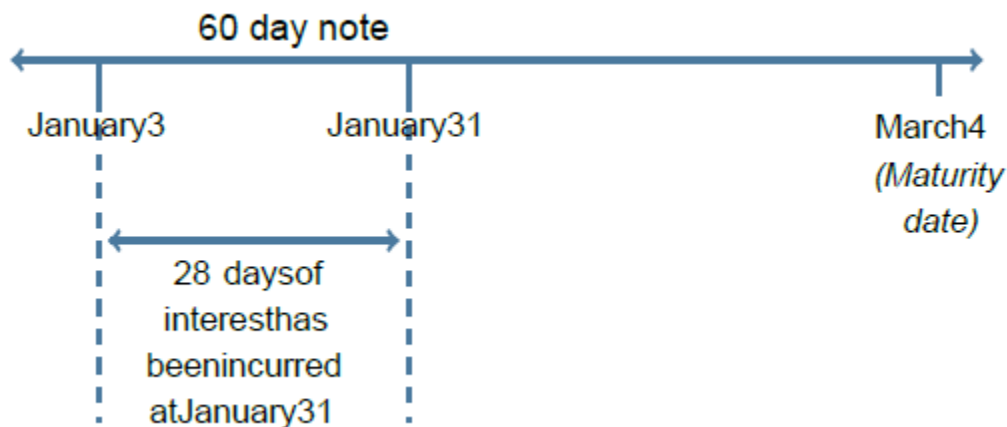 60 day note
January3
January31
March4
(Maturity
date)
28 daysof
interesthas
beenincurred
atJanuary31